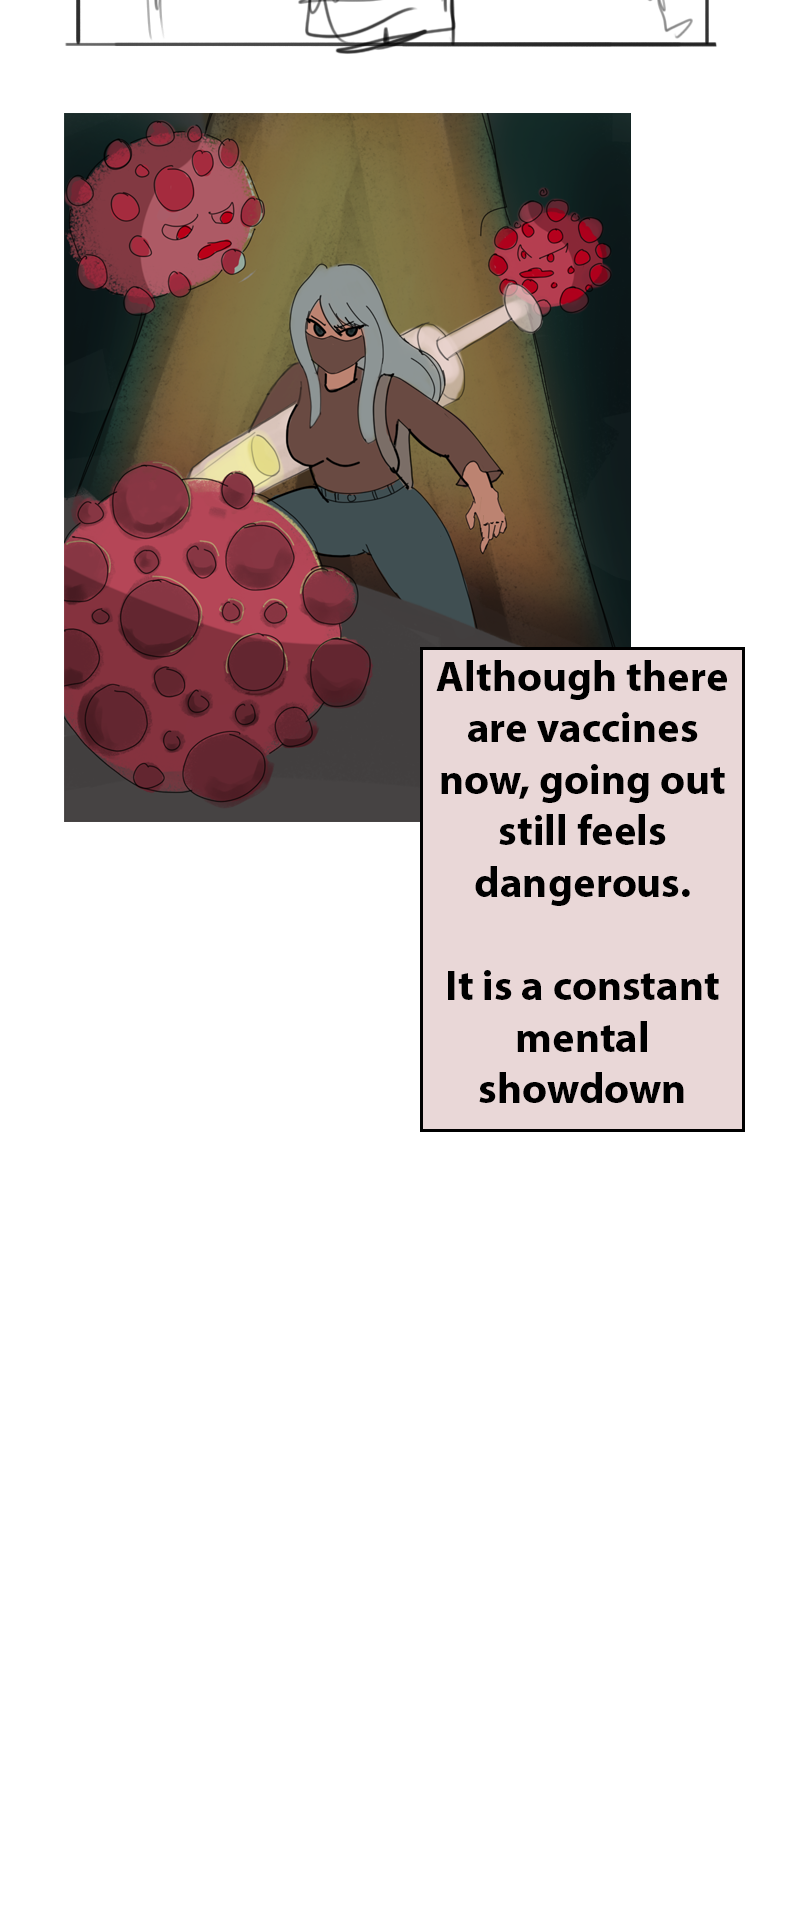 Although there
are vaccines
now, going out
still feels
dangerous.
It is a constant
mental
showdown